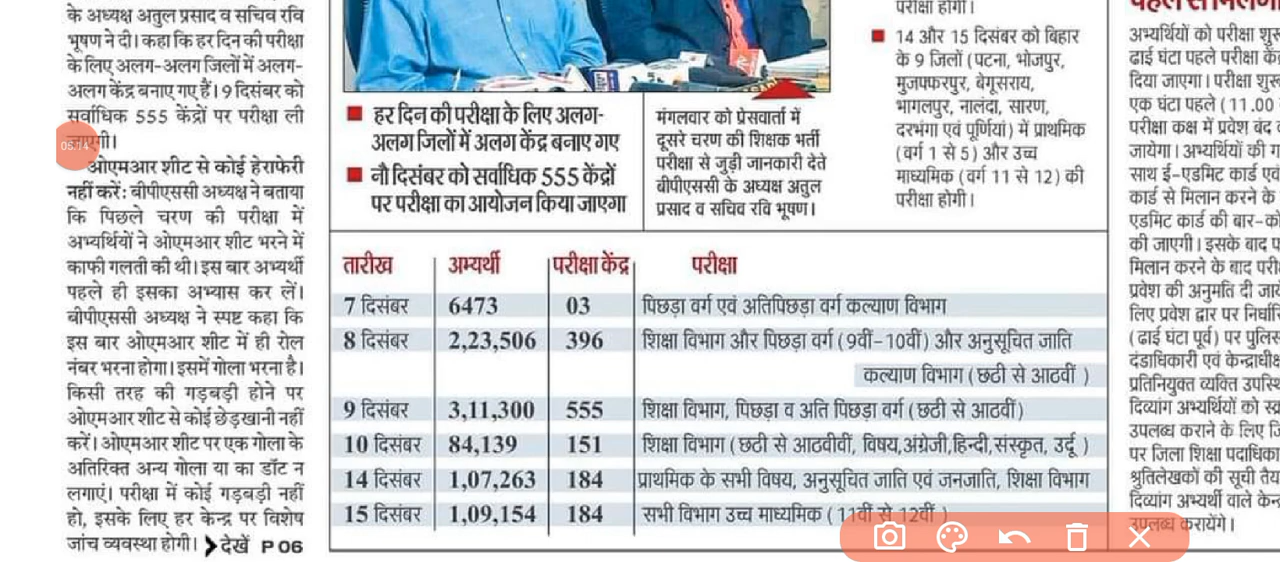 के अध्यक्ष अतुल प्रसाद व सचिव रवि
भूषण ने दी। कहा कि हर दिन की परीक्षा
के लिए अलग-अलग जिलों में अलग-
अलग केंद्र बनाए गए हैं। 9 दिसंबर को
सर्वाधिक 555 केंद्रों पर परीक्षा ली
जाएगी।
06:14
ओएमआर शीट से कोई हेराफेरी
नहीं करें: बीपीएससी अध्यक्ष ने बताया
कि पिछले चरण की परीक्षा में
अभ्यर्थियों ने ओएमआर शीट भरने में
काफी गलती की थी। इस बार अभ्यर्थी
पहले ही इसका अभ्यास कर लें।
बीपीएससी अध्यक्ष ने स्पष्ट कहा कि
इस बार ओएमआर शीट में ही रोल
नंबर भरना होगा। इसमें गोला भरना है।
किसी तरह की गड़बड़ी होने पर
ओएमआर शीट से कोई छेड़खानी नहीं
करें। ओएमआर शीट पर एक गोला के
अतिरिक्त अन्य गोला या का डॉट न
लगाएं। परीक्षा में कोई गड़बड़ी नहीं
हो, इसके लिए हर केन्द्र पर विशेष
जांच व्यवस्था होगी। देखें P 06
हर दिन की परीक्षा के लिए अलग-
अलग जिलों में अलग केंद्र बनाए गए
नौ दिसंबर को सर्वाधिक 555 केंद्रों
पर परीक्षा का आयोजन किया जाएगा
मंगलवार को प्रेसवार्ता में
दूसरे चरण की शिक्षक भर्ती
परीक्षा से जुड़ी जानकारी देते
बीपीएससी के अध्यक्ष अतुल
प्रसाद व सचिव रवि भूषण।
परीक्षा होगी।
14 और 15 दिसंबर को बिहार
के 9 जिलों (पटना, भोजपुर,
मुजफ्फरपुर, बेगूसराय,
भागलपुर, नालंदा, सारण,
दरभंगा एवं पूर्णियां) में प्राथमिक
(वर्ग 1 से 5) और उच्च
माध्यमिक (वर्ग 11 से 12) की
परीक्षा होगी।
तारीख अभ्यर्थी परीक्षा केंद्र परीक्षा
7 दिसंबर 6473 03 पिछड़ा वर्ग एवं अतिपिछड़ा वर्ग कल्याण विभाग
8 दिसंबर 2,23,506 396 शिक्षा विभाग और पिछड़ा वर्ग (9वीं-10वीं) और अनुसूचित जाति
कल्याण विभाग (छठी से आठवीं )
9 दिसंबर 3,11,300 555 शिक्षा विभाग, पिछड़ा व अति पिछड़ा वर्ग (छठी से आठवीं)
10 दिसंबर 84,139 151 शिक्षा विभाग (छठी से आठवीवीं, विषय,अंग्रेजी,हिन्दी,संस्कृत, उर्दू )
14 दिसंबर 1,07,263 184 प्राथमिक के सभी विषय, अनुसूचित जाति एवं जनजाति, शिक्षा विभाग
15 दिसंबर 1,09,154 184 सभी विभाग उच्च माध्यमिक ( 11वीं से 12वीं )
अभ्यर्थियों को परीक्षा
ढाई घंटा पहले परीक्षा
दिया जाएगा। परीक्षा
एक घंटा पहले (11.00
परीक्षा कक्ष में प्रवेश बंद
जायेगा। अभ्यर्थियों की
साथ ई-एडमिट कार्ड
कार्ड से मिलान करने के
एडमिट कार्ड की
की जाएगी। इसके बाद
मिलान करने के बाद
प्रवेश की अनुमति दी
लिए प्रवेश द्वार पर
(ढाई घंटा पूर्व) पर
दंडाधिकारी एवं
प्रतिनियुक्त व्यक्ति
दिव्यांग अभ्यर्थियों को
उपलब्ध कराने के लिए
पर जिला शिक्षा
श्रुतिलेखकों की सूची
दिव्यांग अभ्यर्थी वाले
उपलब्ध करायेंगे।